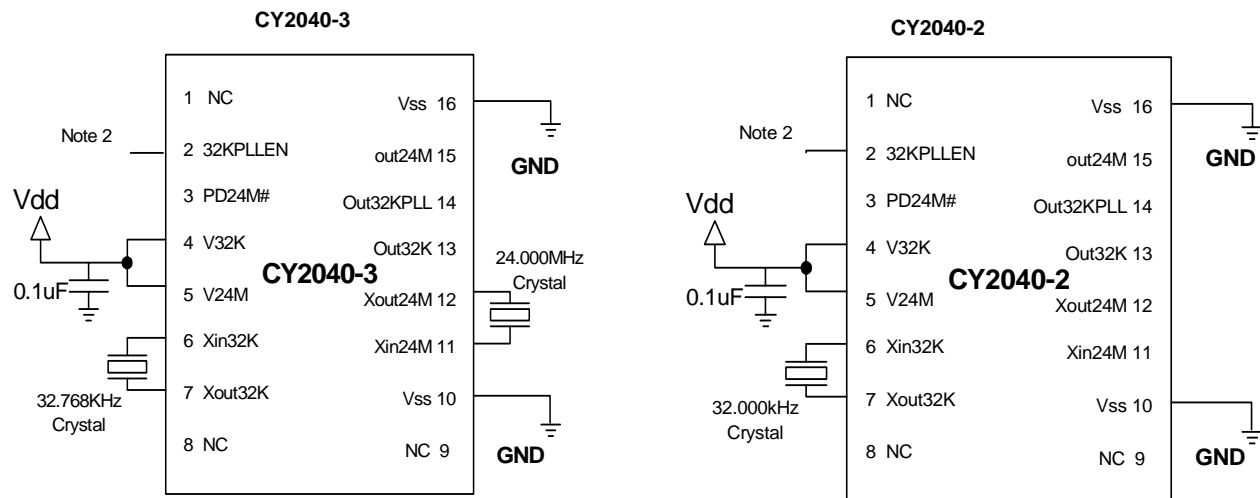 CY2040-3
1 NC
Vss 16
Note 2
2 32KPLLEN
out24M 15
GND
3 PD24M#
Out32KPLL 14
Vdd
4 V32K
Out32K 13
CY2040-3
24.000MHz
Crystal
0.1uF
5 V24M
Xout24M 12
6 Xin32K
Xin24M 11
32.768KHz
Crystal
7 Xout32K
Vss 10
8 NC
NC 9
GND
CY2040-2
1 NC
Vss 16
Note 2
2 32KPLLEN
out24M 15
GND
3 PD24M#
Out32KPLL 14
Vdd
4 V32K
Out32K 13
CY2040-2
0.1uF
5 V24M
Xout24M 12
6 Xin32K
Xin24M 11
32.000kHz
Crystal
7 Xout32K
Vss 10
8 NC
NC 9
GND